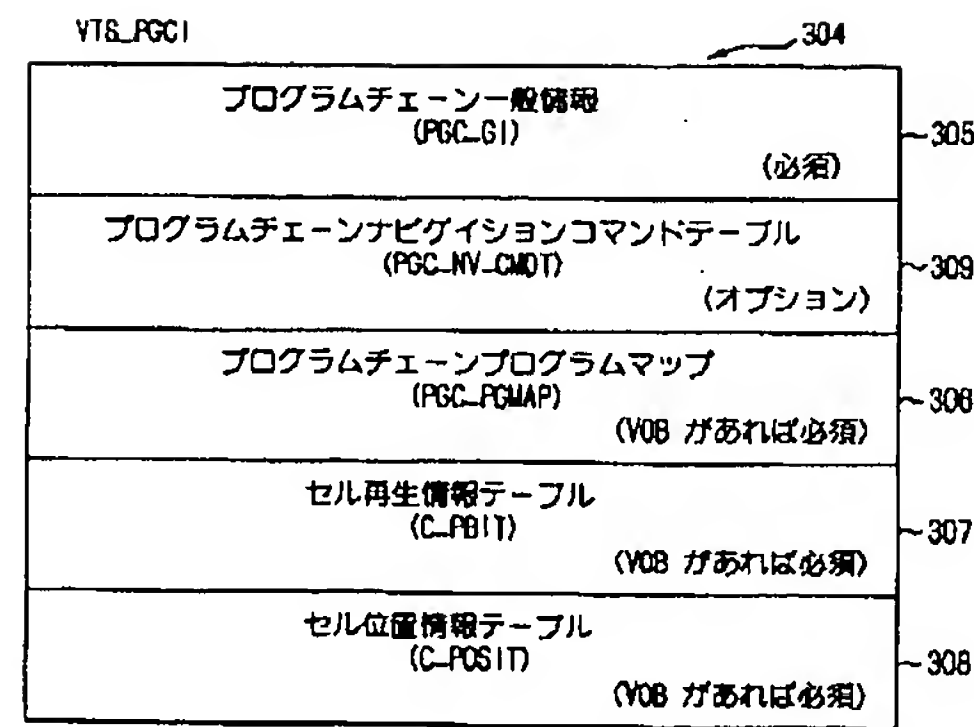 VTS_PGCI
304
プログラムチェーン一般情報
(PGC_GI)
(必須)
305
プログラムチェーンナビゲイションコマンドテーブル
(PGC_NV_CMDT)
(オプション)
309
プログラムチェーンプログラムマップ
(PGC_PGMAP)
(VOB があれば必須)
306
セル再生情報テーブル
(C_PBIT)
(VOB があれば必須)
307
セル位置情報テーブル
(C_POSIT)
(VOB があれば必須)
308